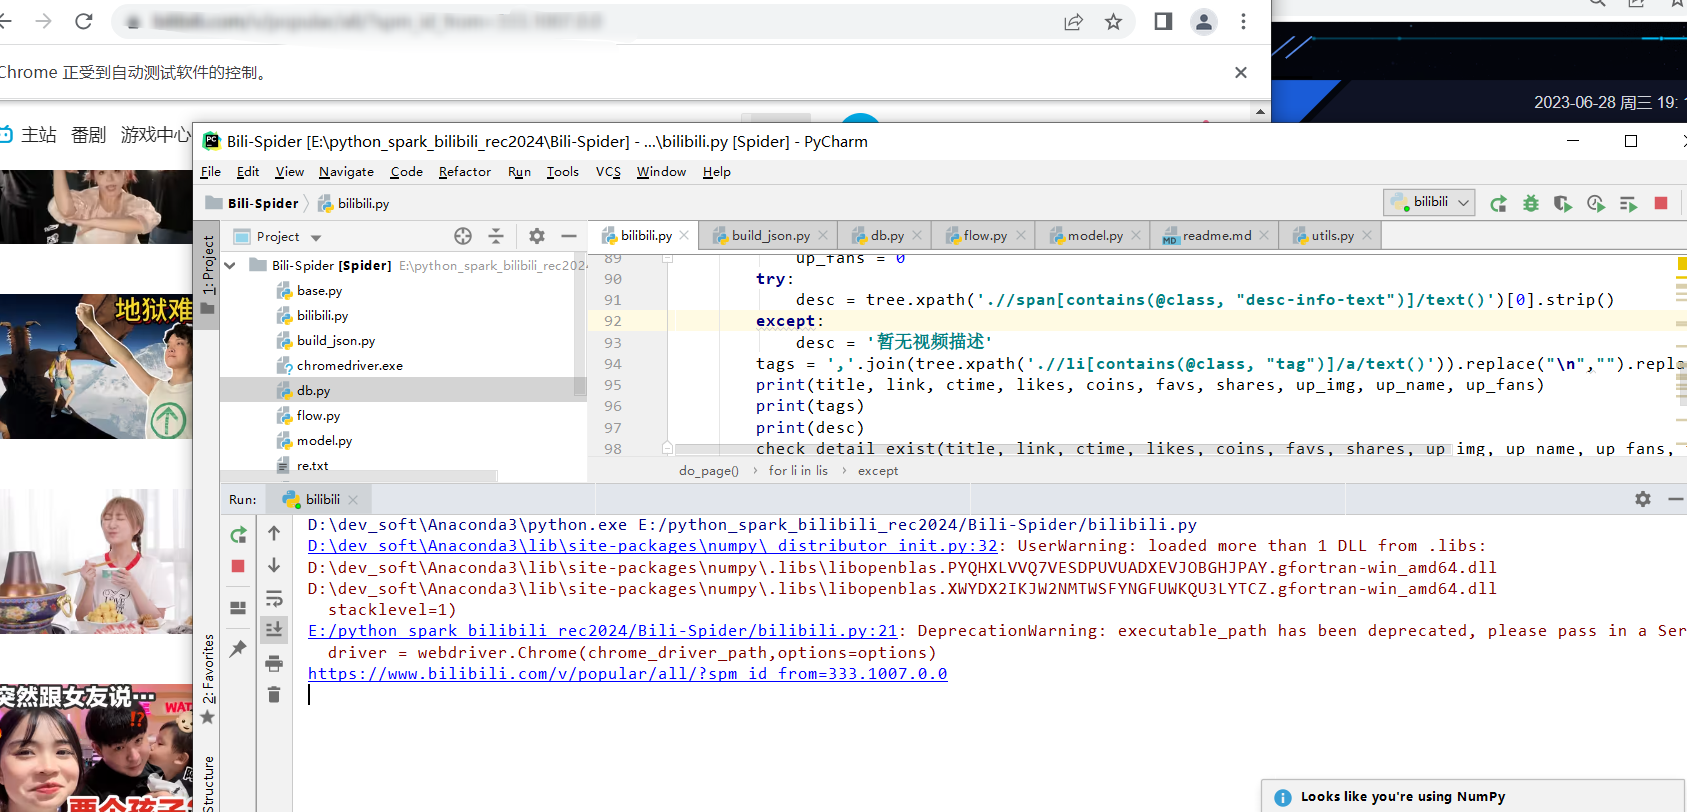 Chrome 正受到自动测试软件的控制。
2023-06-28 周三 19:
主站 番剧 游戏中心
Bili-Spider [E:\python_spark_bilibili_rec2024\Bili-Spider] - ...\bilibili.py [Spider] - PyCharm
File Edit View Navigate Code Refactor Run Tools VCS Window Help
Bili-Spider bilibili.py
bilibili
1: Project
Project
bilibili.py build_json.py db.py flow.py model.py readme.md utils.py
Bili-Spider [Spider] E:\python_spark_bilibili_rec202
base.py
bilibili.py
build_json.py
chromedriver.exe
db.py
flow.py
model.py
re.txt
89 up_fans = 0
90 try:
91 desc = tree.xpath('.//span[contains(@class, "desc-info-text")]/text()')[0].strip()
92 except:
93 desc = '暂无视频描述'
94 tags = ','.join(tree.xpath('.//li[contains(@class, "tag")]/a/text()')).replace("\n","").repla
95 print(title, link, ctime, likes, coins, favs, shares, up_img, up_name, up_fans)
96 print(tags)
97 print(desc)
98 check_detail_exist(title, link, ctime, likes, coins, favs, shares, up_img, up_name, up_fans,
do_page() for li in lis except
地狱难
Run: bilibili
D:\dev_soft\Anaconda3\python.exe E:/python_spark_bilibili_rec2024/Bili-Spider/bilibili.py
D:\dev_soft\Anaconda3\lib\site-packages\numpy\_distributor_init.py:32: UserWarning: loaded more than 1 DLL from .libs:
D:\dev_soft\Anaconda3\lib\site-packages\numpy\.libs\libopenblas.PYQHXLVVQ7VESDPUVUADXEVJOBGHJPAY.gfortran-win_amd64.dll
D:\dev_soft\Anaconda3\lib\site-packages\numpy\.libs\libopenblas.XWYDX2IKJW2NMTWSFYNGFUWKQU3LYTCZ.gfortran-win_amd64.dll
stacklevel=1)
E:/python_spark_bilibili_rec2024/Bili-Spider/bilibili.py:21: DeprecationWarning: executable_path has been deprecated, please pass in a Ser
driver = webdriver.Chrome(chrome_driver_path,options=options)
https://www.bilibili.com/v/popular/all/?spm_id_from=333.1007.0.0
2: Favorites
Structure
突然跟女友说…
两个孩子
Looks like you're using NumPy